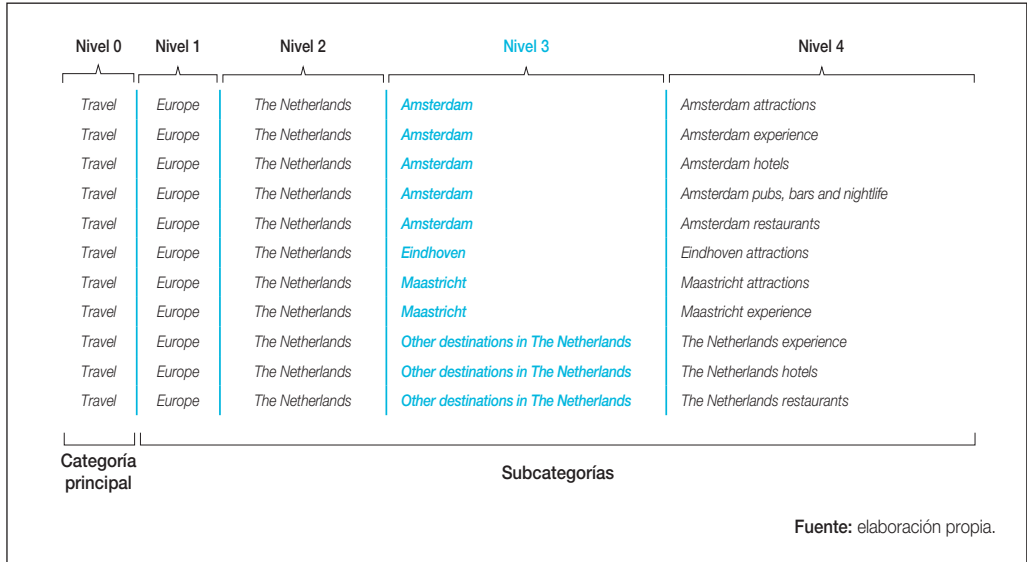 Nivel 0 Nivel 1 Nivel 2 Nivel 3 Nivel 4
Travel Europe The Netherlands Amsterdam Amsterdam attractions
Travel Europe The Netherlands Amsterdam Amsterdam experience
Travel Europe The Netherlands Amsterdam Amsterdam hotels
Travel Europe The Netherlands Amsterdam Amsterdam pubs, bars and nightlife
Travel Europe The Netherlands Amsterdam Amsterdam restaurants
Travel Europe The Netherlands Eindhoven Eindhoven attractions
Travel Europe The Netherlands Maastricht Maastricht attractions
Travel Europe The Netherlands Maastricht Maastricht experience
Travel Europe The Netherlands Other destinations in The Netherlands The Netherlands experience
Travel Europe The Netherlands Other destinations in The Netherlands The Netherlands hotels
Travel Europe The Netherlands Other destinations in The Netherlands The Netherlands restaurants
Categoría
principal
Subcategorías
Fuente: elaboración propia.